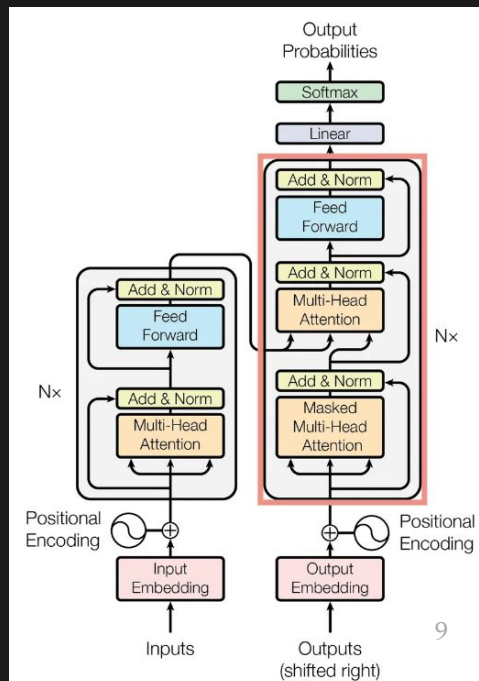 Output
Probabilities
Softmax
Linear
Add & Norm
Feed
Forward
Add & Norm
Multi-Head
Attention
Nx
Add & Norm
Masked
Multi-Head
Attention
Add & Norm
Feed
Forward
Nx
Add & Norm
Multi-Head
Attention
Positional
Encoding
Positional
Encoding
Input
Embedding
Output
Embedding
Inputs
Outputs
(shifted right)
9